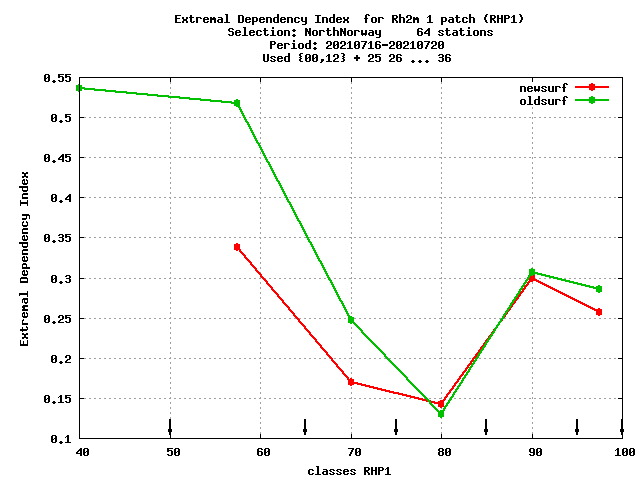 Extremal Dependency Index  for Rh2m 1 patch (RHP1)
Selection: NorthNorway     64 stations
Period: 20210716-20210720
Used {00,12} + 25 26 ... 36
newsurf
oldsurf
0.55
0.5
0.45
0.4
0.35
0.3
0.25
0.2
0.15
0.1
Extremal Dependency Index
40 50 60 70 80 90 100
classes RHP1